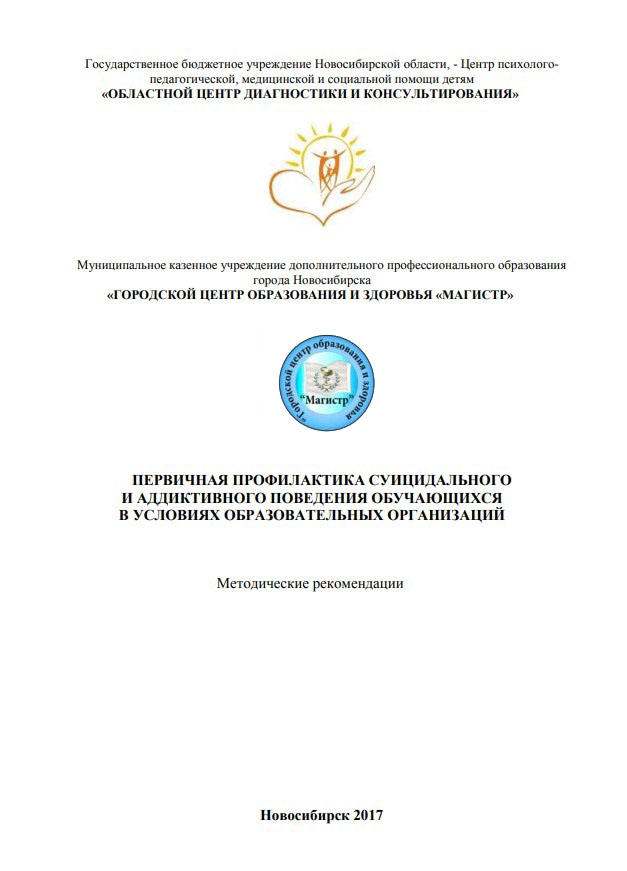 Государственное бюджетное учреждение Новосибирской области, - Центр психолого-
педагогической, медицинской и социальной помощи детям
«ОБЛАСТНОЙ ЦЕНТР ДИАГНОСТИКИ И КОНСУЛЬТИРОВАНИЯ»
Муниципальное казенное учреждение дополнительного профессионального образования
города Новосибирска
«ГОРОДСКОЙ ЦЕНТР ОБРАЗОВАНИЯ И ЗДОРОВЬЯ «МАГИСТР»
"Городской центр образования и здоровья
"Магистр"
ПЕРВИЧНАЯ ПРОФИЛАКТИКА СУИЦИДАЛЬНОГО
И АДДИКТИВНОГО ПОВЕДЕНИЯ ОБУЧАЮЩИХСЯ
В УСЛОВИЯХ ОБРАЗОВАТЕЛЬНЫХ ОРГАНИЗАЦИЙ
Методические рекомендации
Новосибирск 2017